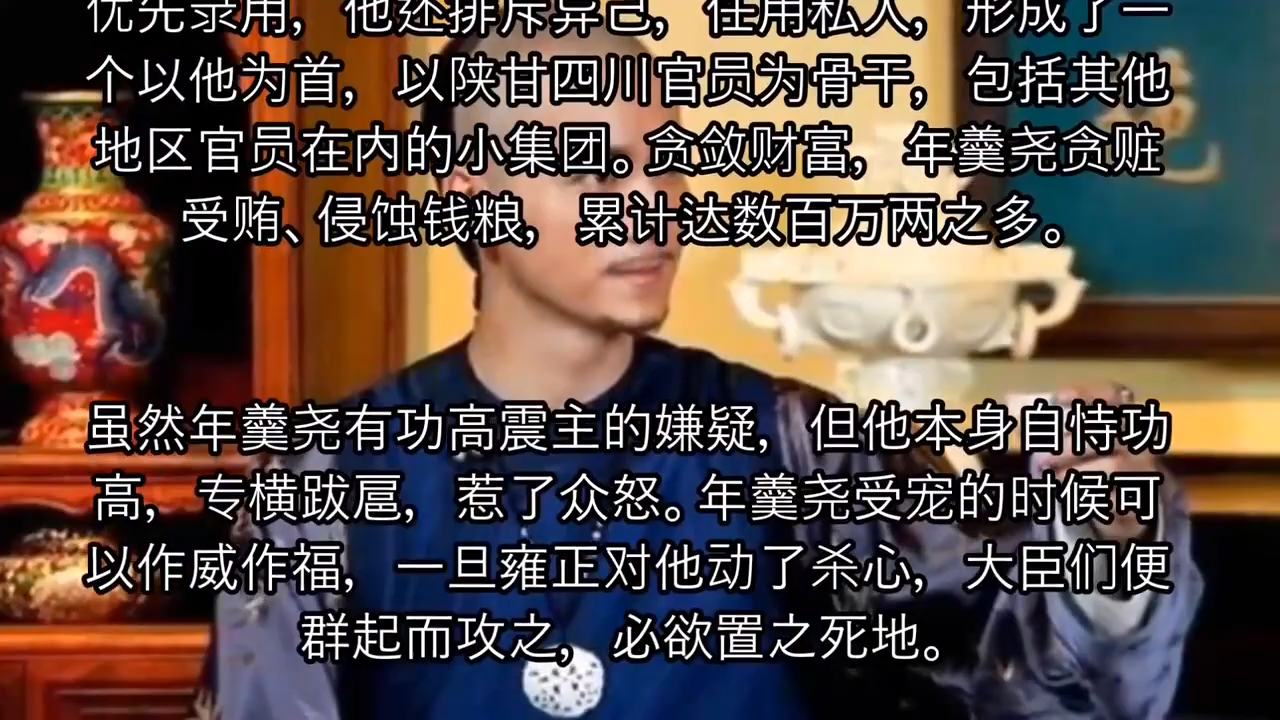 优先录用，他还排斥异己，任用私人，形成了一
个以他为首，以陕甘四川官员为骨干，包括其他
地区官员在内的小集团。贪敛财富，年羹尧贪赃
受贿、侵蚀钱粮，累计达数百万两之多。
虽然年羹尧有功高震主的嫌疑，但他本身自恃功
高，专横跋扈，惹了众怒。年羹尧受宠的时候可
以作威作福，一旦雍正对他动了杀心，大臣们便
群起而攻之，必欲置之死地。